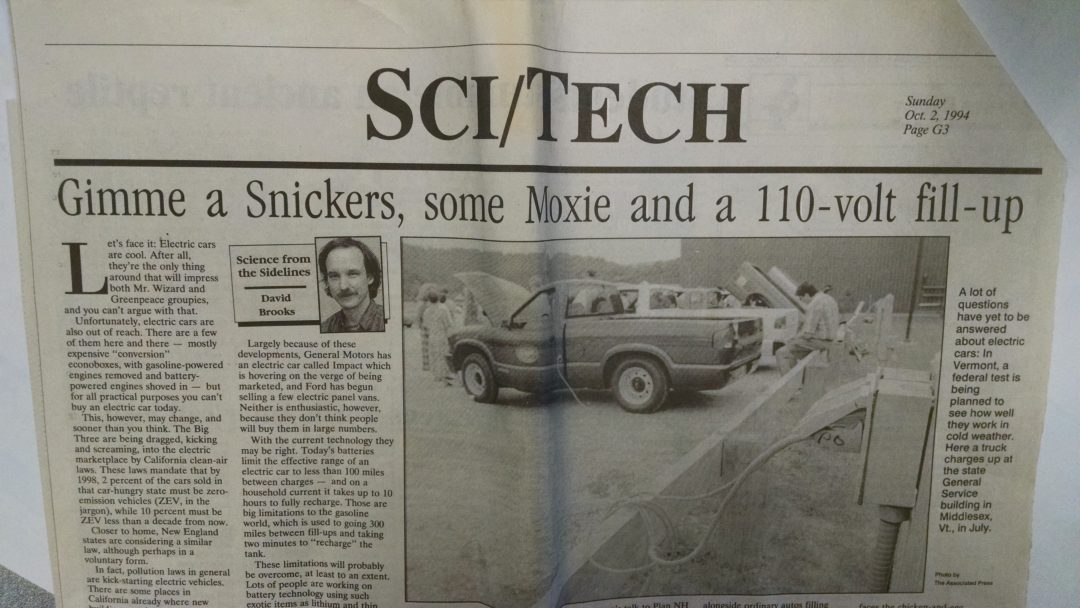 SCI/TECH
Sunday
Oct. 2, 1994
Page G3
Gimme a Snickers, some Moxie and a 110-volt fill-up
Let's face it: Electric cars
are cool. After all,
they're the only thing
around that will impress
both Mr. Wizard and
Greenpeace groupies,
and you can't argue with that.
Unfortunately, electric cars are
also out of reach. There are a few
of them here and there — mostly
expensive “conversion”
econoboxes, with gasoline-powered
engines removed and battery-
powered engines shoved in — but
for all practical purposes you can't
buy an electric car today.
This, however, may change, and
sooner than you think. The Big
Three are being dragged, kicking
and screaming, into the electric
marketplace by California clean-air
laws. These laws mandate that by
1998, 2 percent of the cars sold in
that car-hungry state must be zero-
emission vehicles (ZEV, in the
jargon), while 10 percent must be
ZEV less than a decade from now.
Closer to home, New England
states are considering a similar
law, although perhaps in a
voluntary form.
In fact, pollution laws in general
are kick-starting electric vehicles.
There are some places in
California already where new
Science from
the Sidelines
David
Brooks
Largely because of these
developments, General Motors has
an electric car called Impact which
is hovering on the verge of being
marketed, and Ford has begun
selling a few electric panel vans.
Neither is enthusiastic, however,
because they don't think people
will buy them in large numbers.
With the current technology they
may be right. Today's batteries
limit the effective range of an
electric car to less than 100 miles
between charges — and on a
household current it takes up to 10
hours to fully recharge. Those are
big limitations to the gasoline
world, which is used to going 300
miles between fill-ups and taking
two minutes to “recharge” the
tank.
These limitations will probably
be overcome, at least to an extent.
Lots of people are working on
battery technology using such
exotic items as lithium and thin
A lot of
questions
have yet to be
answered
about electric
cars: In
Vermont, a
federal test is
being
planned to
see how well
they work in
cold weather.
Here a truck
charges up at
the state
General
Service
building in
Middlesex,
Vt., in July.
Photo by
The Associated Press
talk to Plan NH
alongside ordinary autos filling
faces the chicken-and-egg